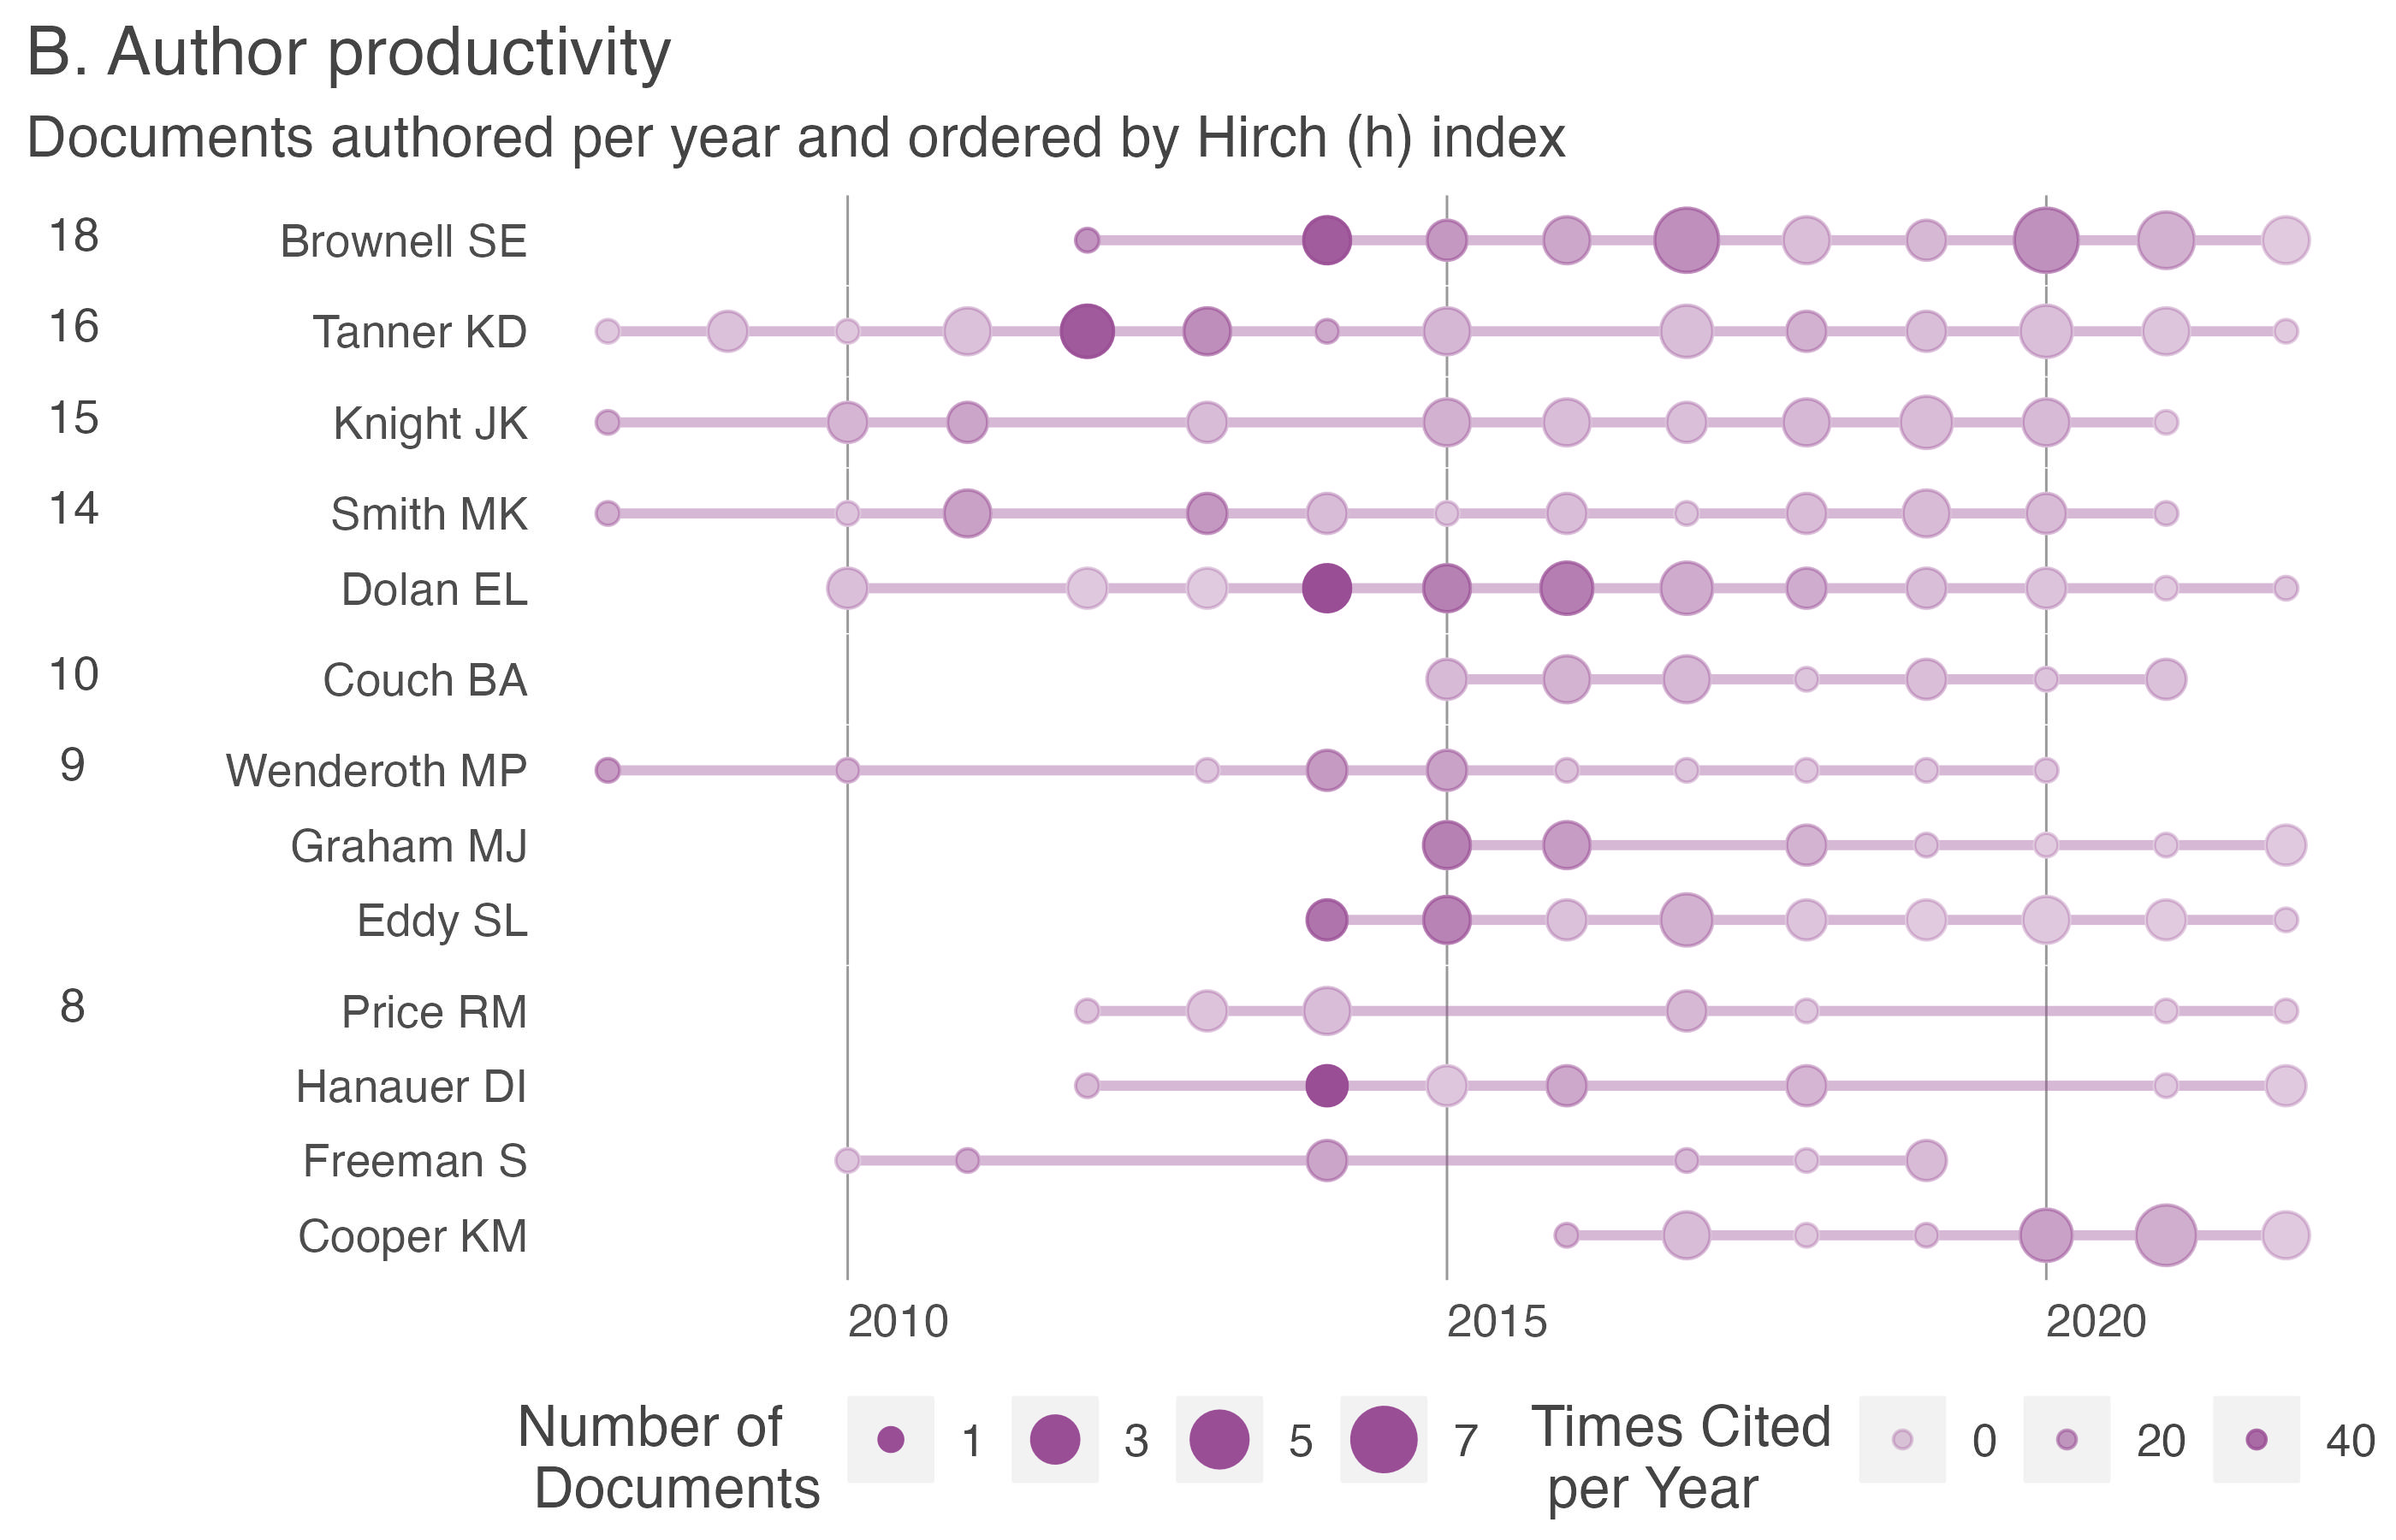 B. Author productivity
Documents authored per year and ordered by Hirch (h) index
18 Brownell SE
16 Tanner KD
15 Knight JK
14 Smith MK
Dolan EL
10 Couch BA
9 Wenderoth MP
Graham MJ
Eddy SL
8 Price RM
Hanauer DI
Freeman S
Cooper KM
2010 2015 2020
Number of Documents 1 3 5 7
Times Cited per Year 0 20 40